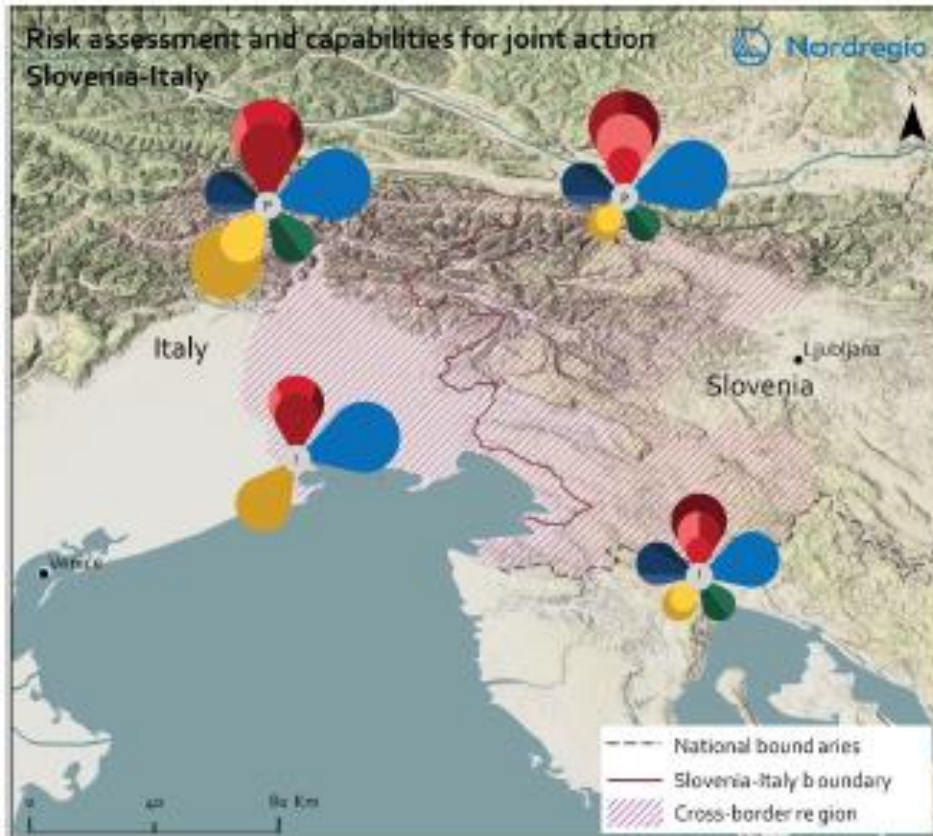 Risk assessment and capabilities for joint action
Slovenia-Italy
Nordregio
N
P
P
Italy
Ljubljana
Slovenia
I
Venice
I
National boundaries
Slovenia-Italy boundary
Cross-border region
0 40 80 Km